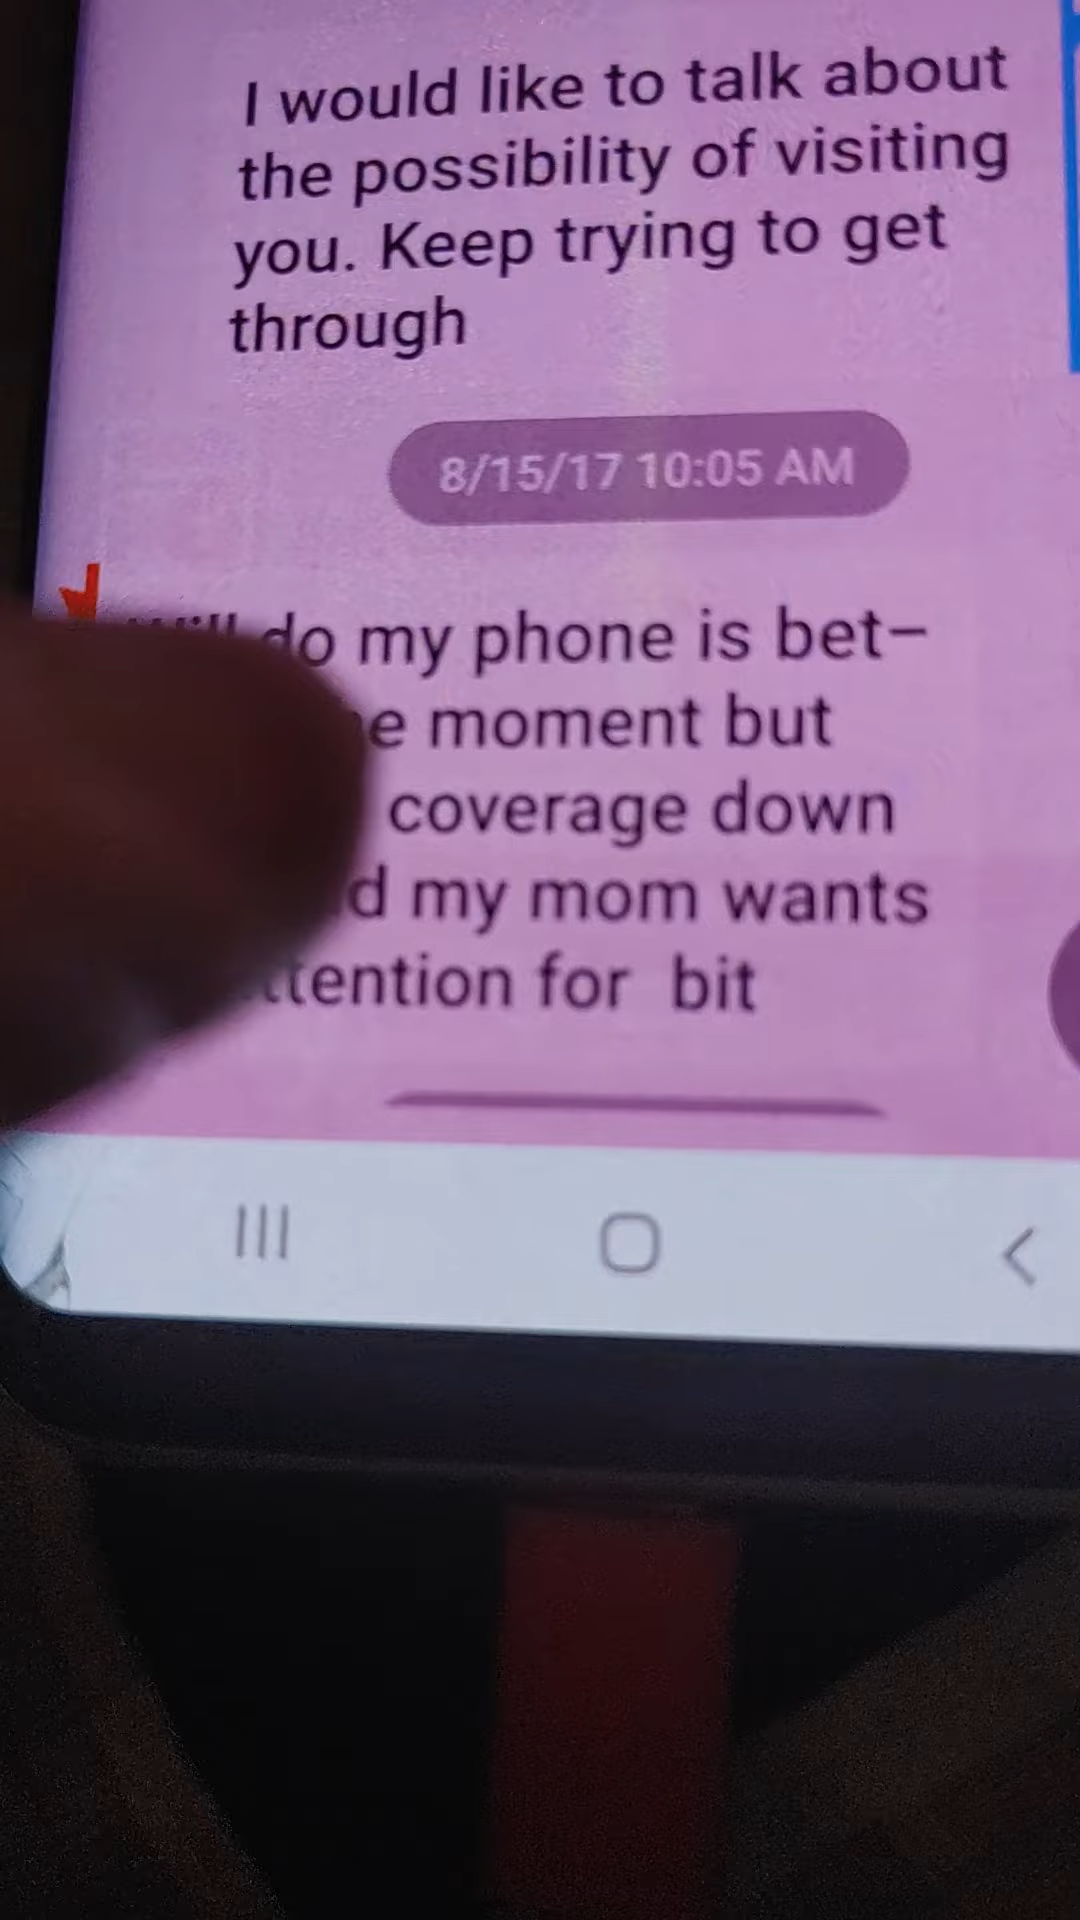 I would like to talk about
the possibility of visiting
you. Keep trying to get
through
8/15/17 10:05 AM
do my phone is bet-
moment but
coverage down
my mom wants
for bit